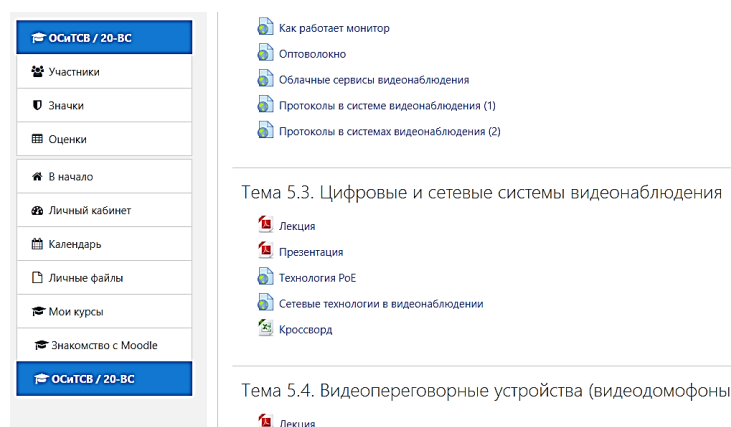 ОСиТСВ / 20-ВС
Участники
Значки
Оценки
В начало
Личный кабинет
Календарь
Личные файлы
Мои курсы
Знакомство с Moodle
ОСиТСВ / 20-ВС
Как работает монитор
Оптоволокно
Облачные сервисы видеонаблюдения
Протоколы в системе видеонаблюдения (1)
Протоколы в системах видеонаблюдения (2)
Тема 5.3. Цифровые и сетевые системы видеонаблюдения
Лекция
Презентация
Технология PoE
Сетевые технологии в видеонаблюдении
Кроссворд
Тема 5.4. Видеопереговорные устройства (видеодомофоны
Лекция